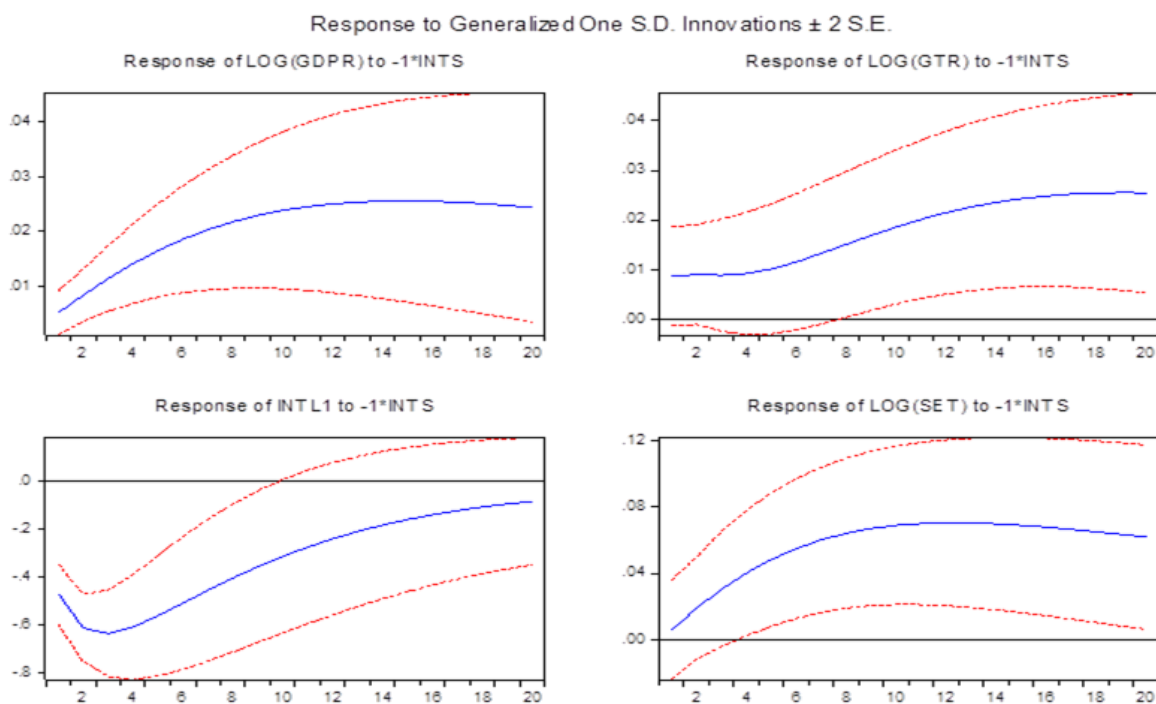 Response to Generalized One S.D. Innovations ± 2 S.E.
Response of LOG(GDPR) to -1*INTS
.04
.03
.02
.01
2 4 6 8 10 12 14 16 18 20
Response of LOG(GTR) to -1*INTS
.04
.03
.02
.01
.00
2 4 6 8 10 12 14 16 18 20
Response of INTL1 to -1*INTS
.0
-.2
-.4
-.6
-.8
2 4 6 8 10 12 14 16 18 20
Response of LOG(SET) to -1*INTS
.12
.08
.04
.00
2 4 6 8 10 12 14 16 18 20